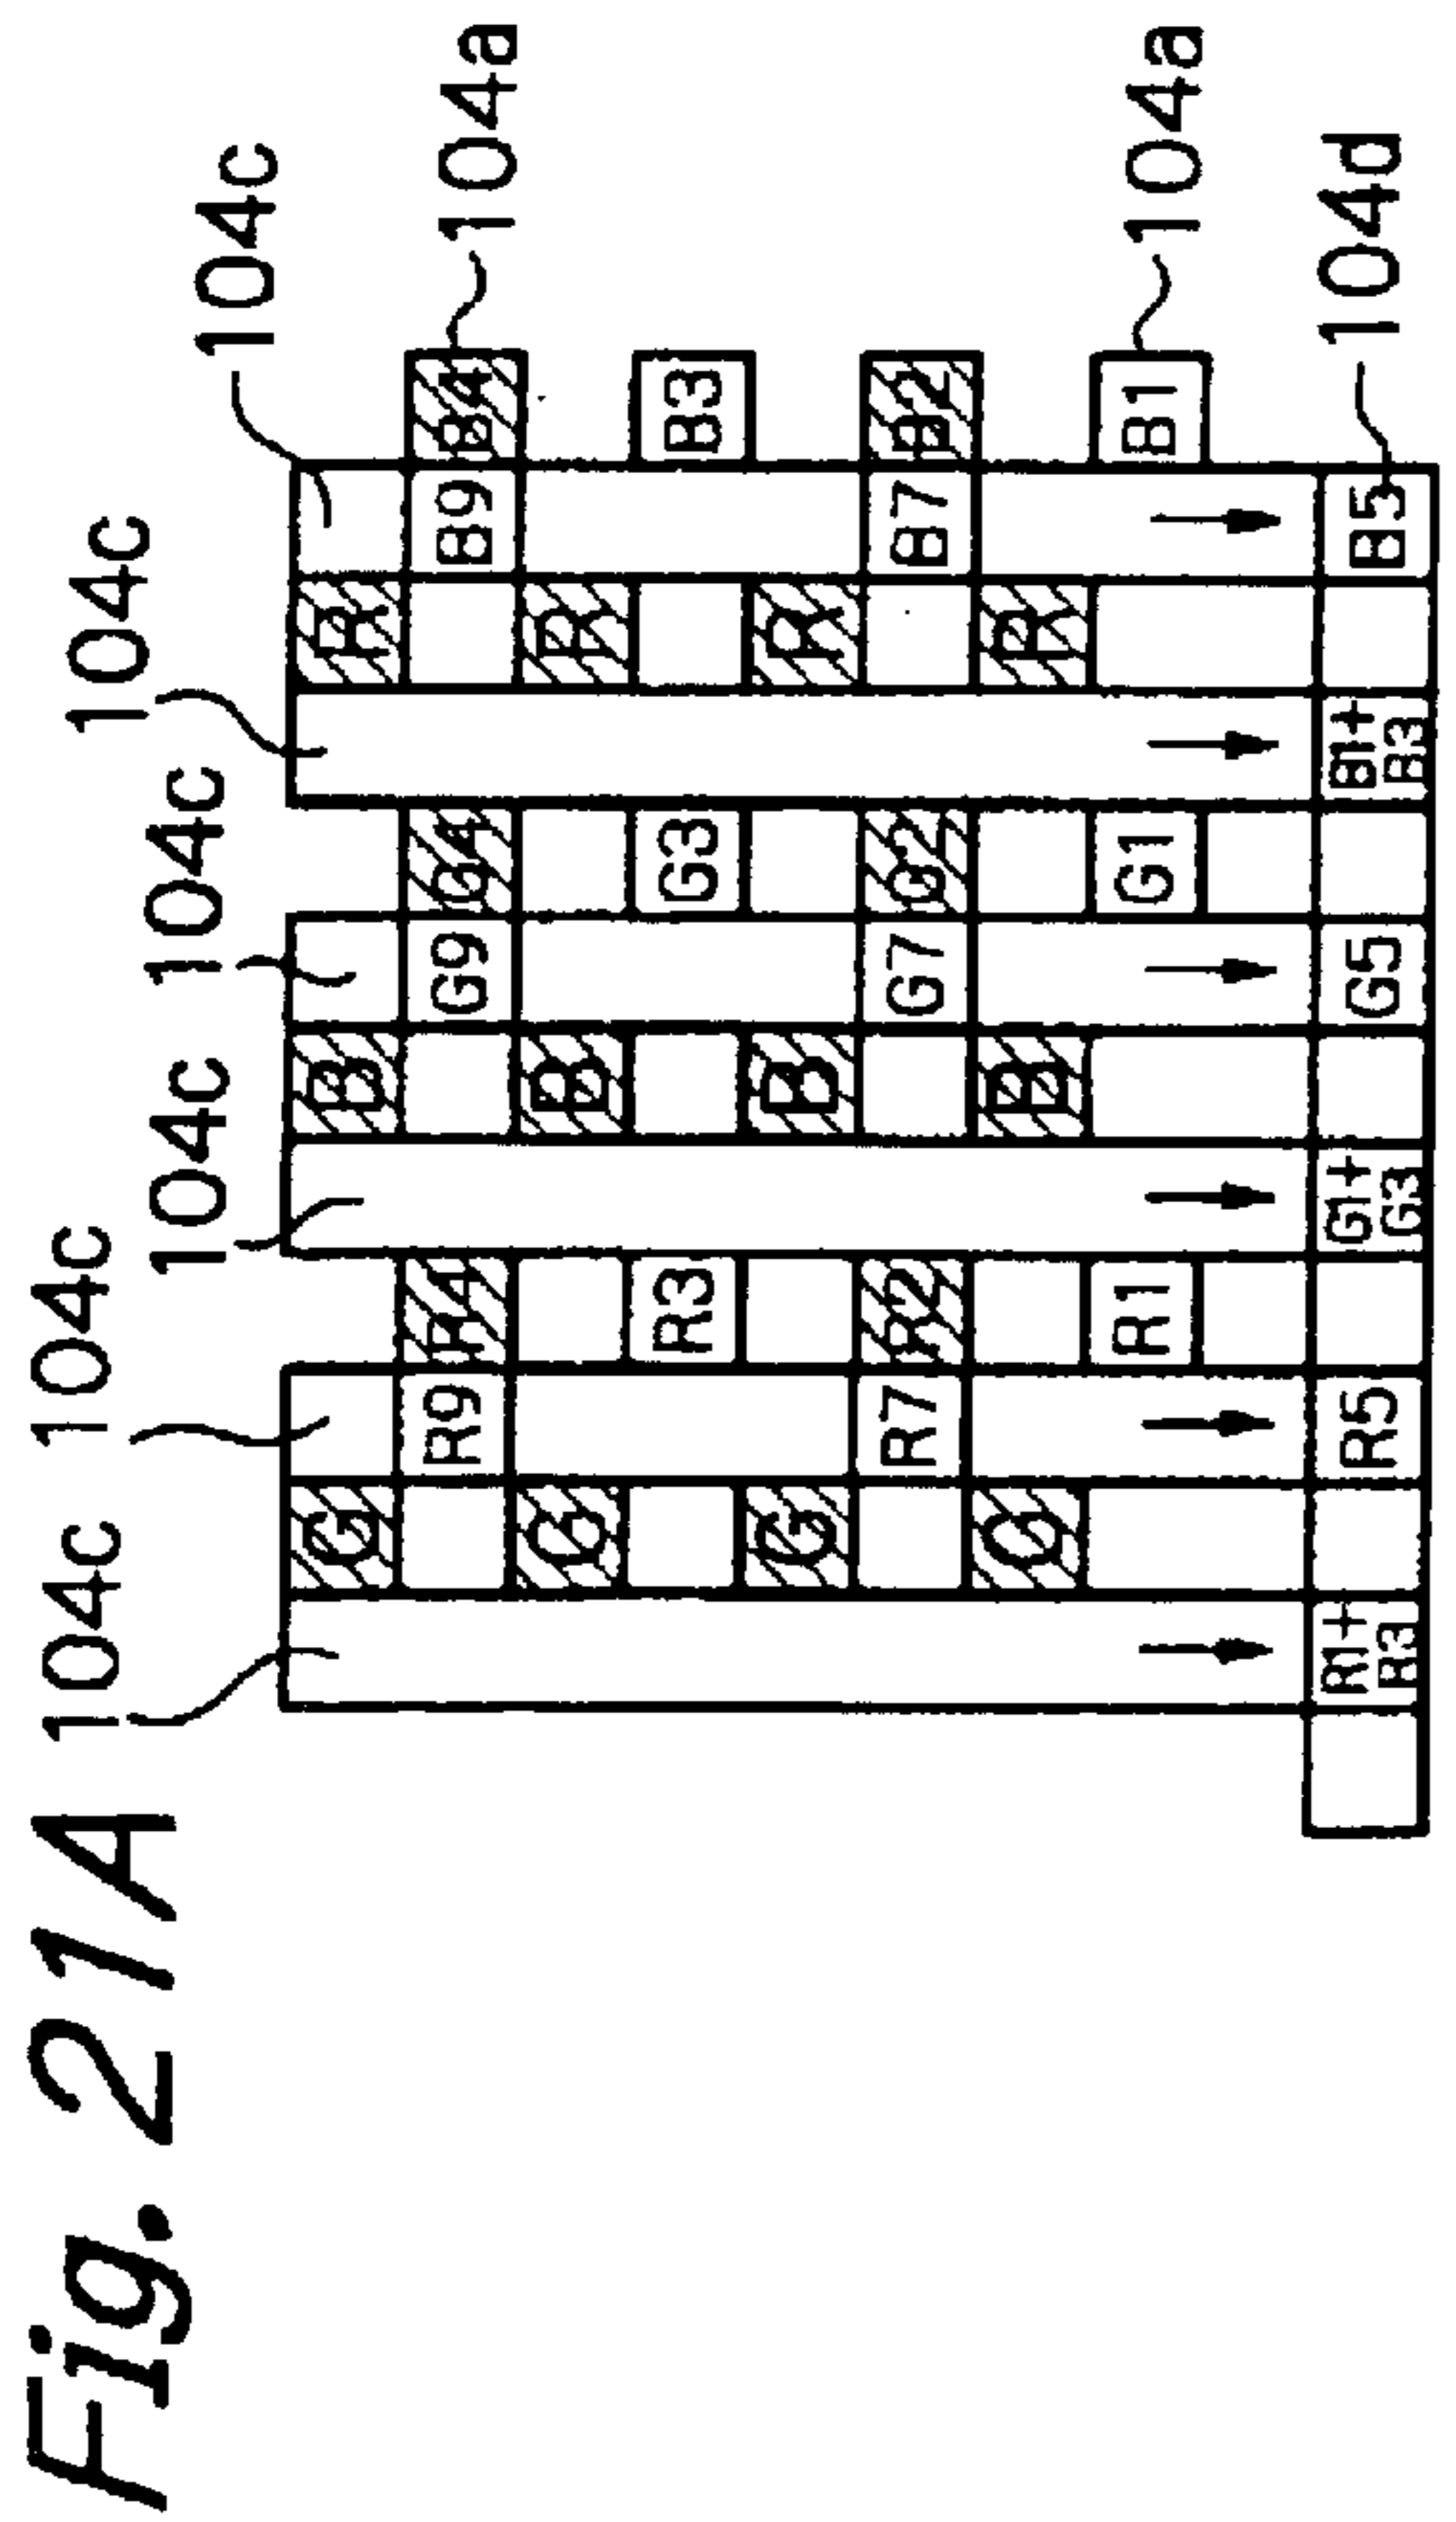 Fig. 21A
104c 104c 104c 104c 104c 104c
G B R
R9 R4 G9 G4 B9 B4 104a
G B R
R3 G3 B3
G B R
R7 R2 G7 G2 B7 B2
G B R
R1 G1 B1 104a
R1+ R5 G1+ G5 B1+ B5 104d
R3 G3 B3